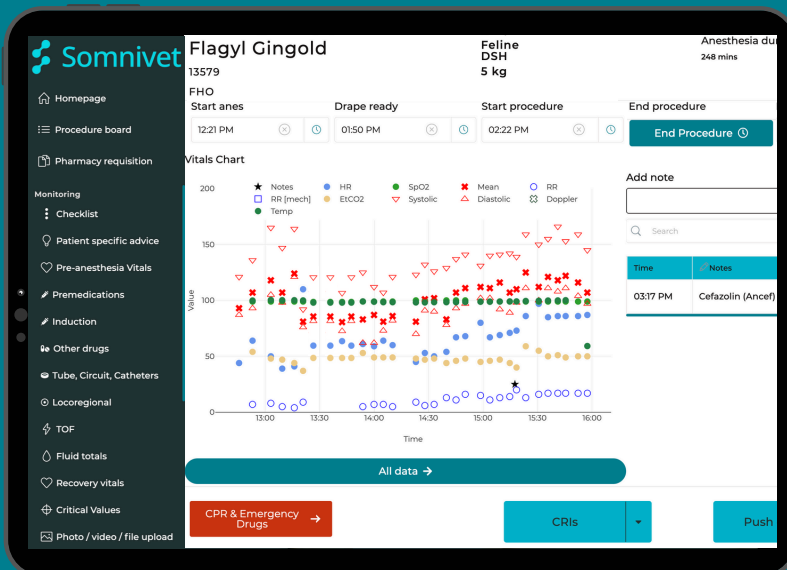 Somnivet
Homepage
Procedure board
Pharmacy requisition
Monitoring
Checklist
Patient specific advice
Pre-anesthesia Vitals
Premedications
Induction
Other drugs
Tube, Circuit, Catheters
Locoregional
TOF
Fluid totals
Recovery vitals
Critical Values
Photo / video / file upload
Flagyl Gingold
13579
FHO
Feline
DSH
5 kg
Anesthesia du
248 mins
Start anes
Drape ready
Start procedure
End procedure
12:21 PM
01:50 PM
02:22 PM
End Procedure
Vitals Chart
Notes HR SpO2 Mean RR
RR [mech] EtCO2 Systolic Diastolic Doppler
Temp
Value
200
150
100
50
0
13:00 13:30 14:00 14:30 15:00 15:30 16:00
Time
Add note
Search
Time Notes
03:17 PM Cefazolin (Ancef)
All data
CPR & Emergency
Drugs
CRIs
Push